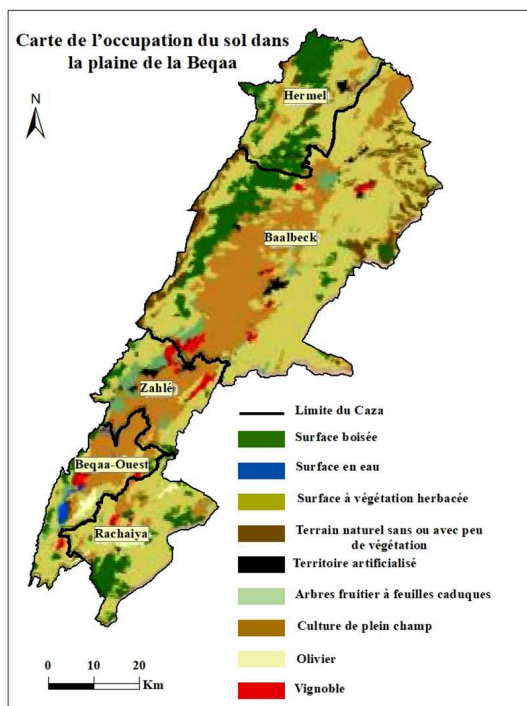 Carte de l'occupation du sol dans
la plaine de la Beqaa
N
Hermel
Baalbeck
Zahlé
Beqaa-Ouest
Rachaiya
Limite du Caza
Surface boisée
Surface en eau
Surface à végétation herbacée
Terrain naturel sans ou avec peu
de végétation
Territoire artificialisé
Arbres fruitier à feuilles caduques
Culture de plein champ
Olivier
Vignoble
0 10 20
Km